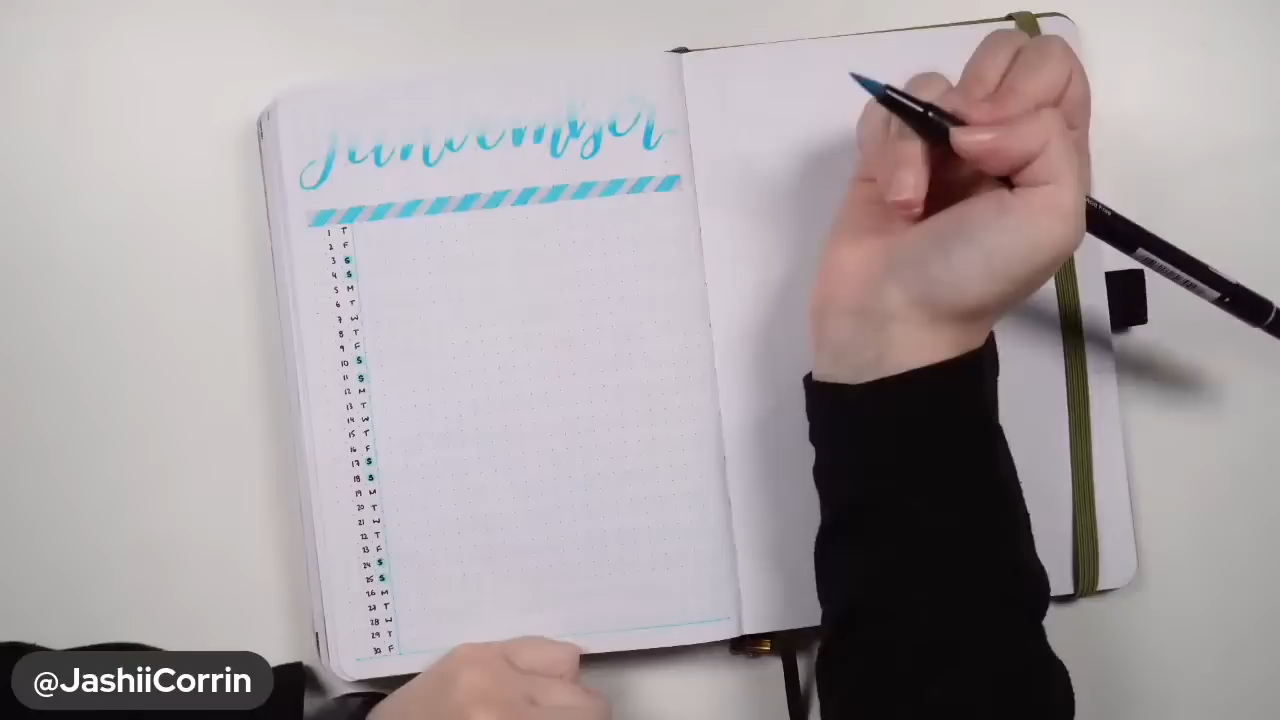 November
1 T
2 F
3 S
4 S
5 M
6 T
7 W
8 T
9 F
10 S
11 S
12 M
13 T
14 W
15 T
16 F
17 S
18 S
19 M
20 T
21 W
22 T
23 F
24 S
25 S
26 M
27 T
28 W
29 T
30 F
@JashiiCorrin